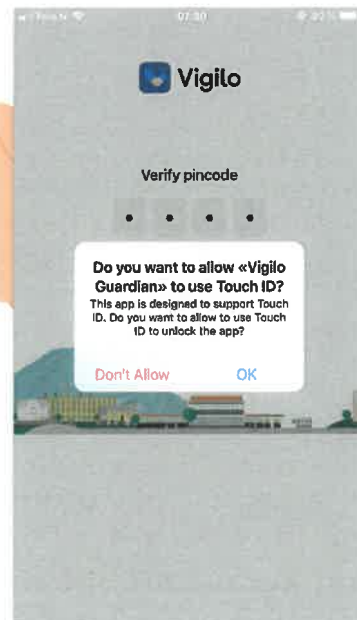 07:30
Vigilo
Verify pincode
Do you want to allow «Vigilo
Guardian» to use Touch ID?
This app is designed to support Touch
ID. Do you want to allow to use Touch
ID to unlock the app?
Don't Allow
OK